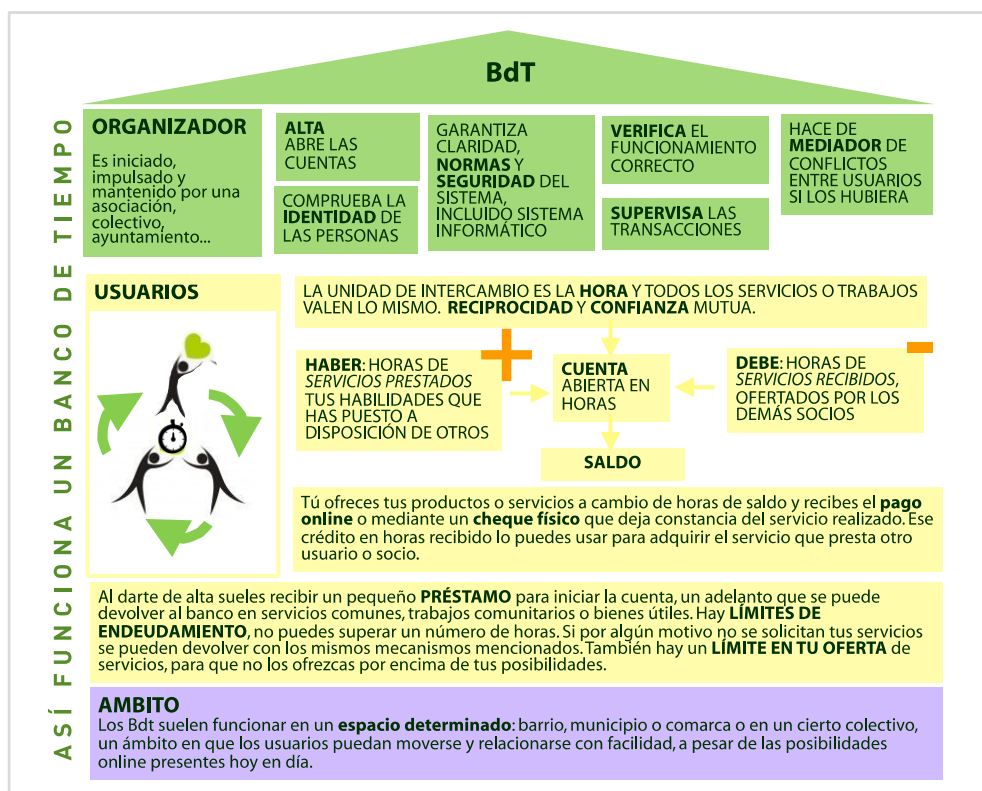 ASÍ FUNCIONA UN BANCO DE TIEMPO
BdT
ORGANIZADOR
Es iniciado,
impulsado y
mantenido por una
asociación,
colectivo,
ayuntamiento...
ALTA
ABRE LAS
CUENTAS
COMPRUEBA LA
IDENTIDAD DE
LAS PERSONAS
GARANTIZA
CLARIDAD,
NORMAS Y
SEGURIDAD DEL
SISTEMA,
INCLUIDO SISTEMA
INFORMÁTICO
VERIFICA EL
FUNCIONAMIENTO
CORRECTO
SUPERVISA LAS
TRANSACCIONES
HACE DE
MEDIADOR DE
CONFLICTOS
ENTRE USUARIOS
SI LOS HUBIERA
USUARIOS
LA UNIDAD DE INTERCAMBIO ES LA HORA Y TODOS LOS SERVICIOS O TRABAJOS
VALEN LO MISMO. RECIPROCIDAD Y CONFIANZA MUTUA.
HABER: HORAS DE
SERVICIOS PRESTADOS
TUS HABILIDADES QUE
HAS PUESTO A
DISPOSICIÓN DE OTROS
+
CUENTA
ABIERTA EN
HORAS
-
DEBE: HORAS DE
SERVICIOS RECIBIDOS,
OFERTADOS POR LOS
DEMÁS SOCIOS
SALDO
Tú ofreces tus productos o servicios a cambio de horas de saldo y recibes el pago
online o mediante un cheque físico que deja constancia del servicio realizado. Ese
crédito en horas recibido lo puedes usar para adquirir el servicio que presta otro
usuario o socio.
Al darte de alta sueles recibir un pequeño PRÉSTAMO para iniciar la cuenta, un adelanto que se puede
devolver al banco en servicios comunes, trabajos comunitarios o bienes útiles. Hay LÍMITES DE
ENDEUDAMIENTO, no puedes superar un número de horas. Si por algún motivo no se solicitan tus servicios
se pueden devolver con los mismos mecanismos mencionados. También hay un LÍMITE EN TU OFERTA de
servicios, para que no los ofrezcas por encima de tus posibilidades.
AMBITO
Los Bdt suelen funcionar en un espacio determinado: barrio, municipio o comarca o en un cierto colectivo,
un ámbito en que los usuarios puedan moverse y relacionarse con facilidad, a pesar de las posibilidades
online presentes hoy en día.